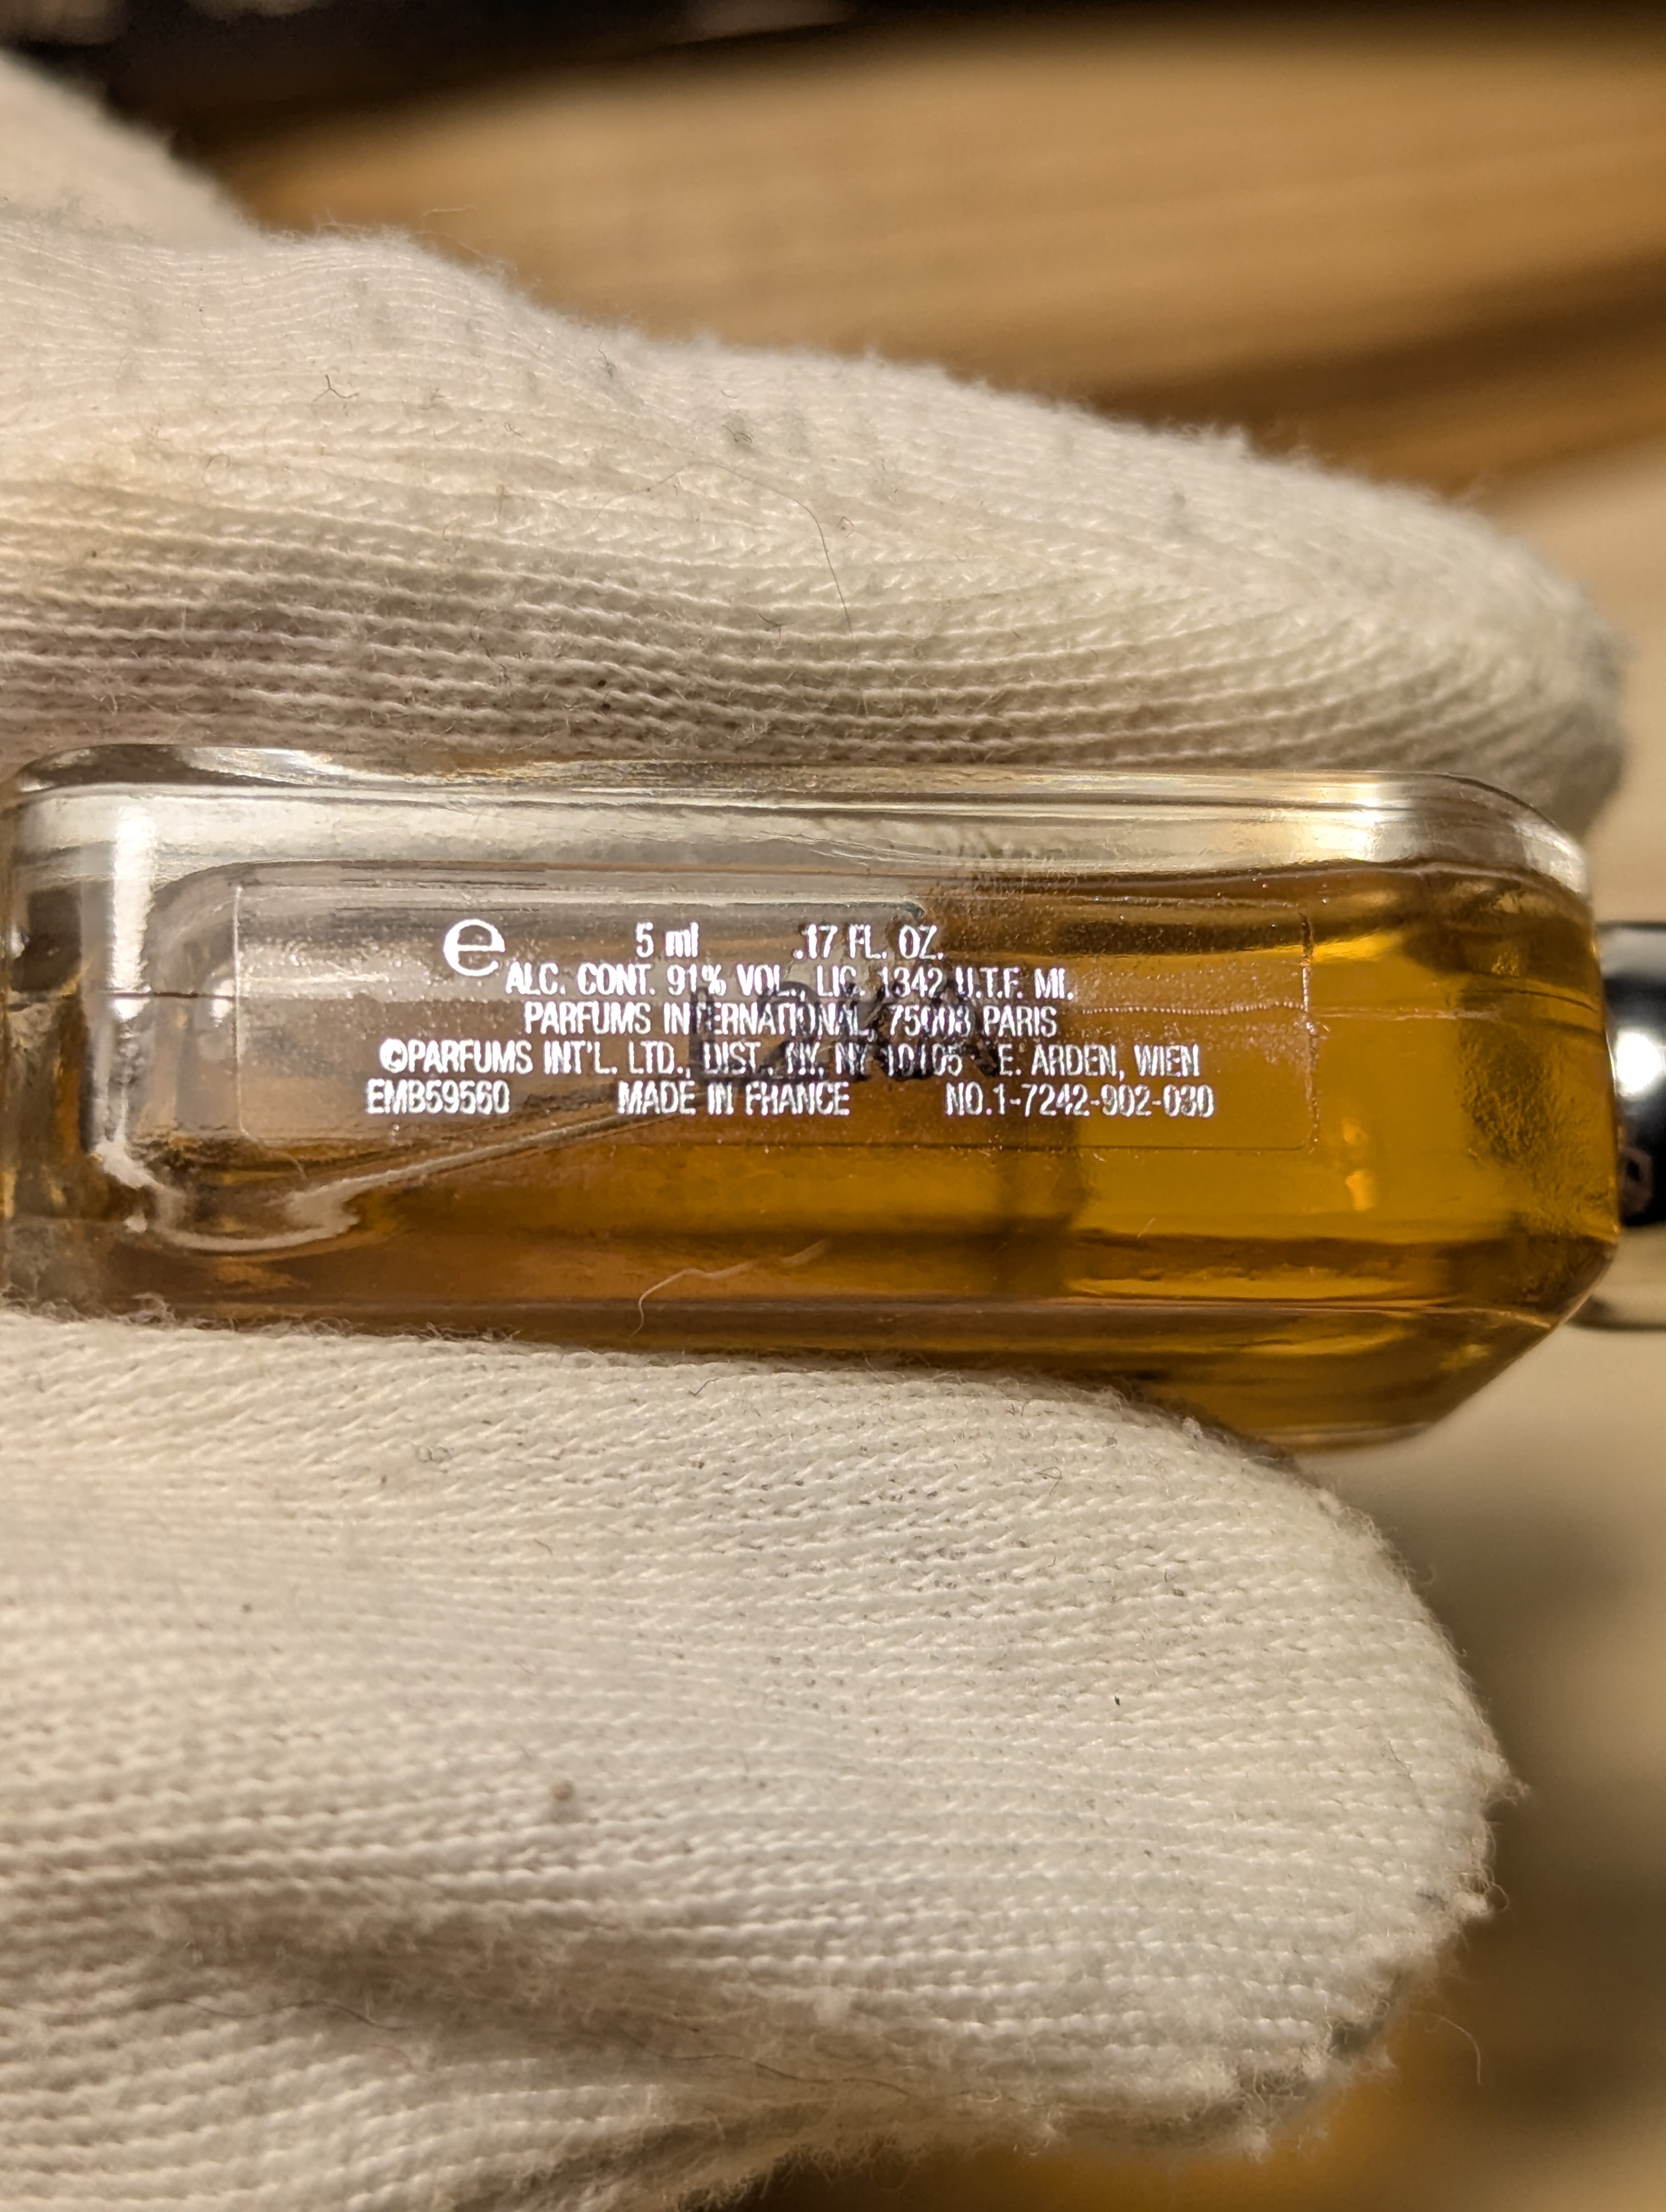 e 5 ml .17 FL. OZ.
ALC. CONT. 91% VOL., LIC. 1342 U.T.F. MI.
PARFUMS INTERNATIONAL, 75008 PARIS
©PARFUMS INT'L. LTD., DIST., NY, NY 10105 E. ARDEN, WIEN
EMB59560 MADE IN FRANCE NO.1-7242-902-030